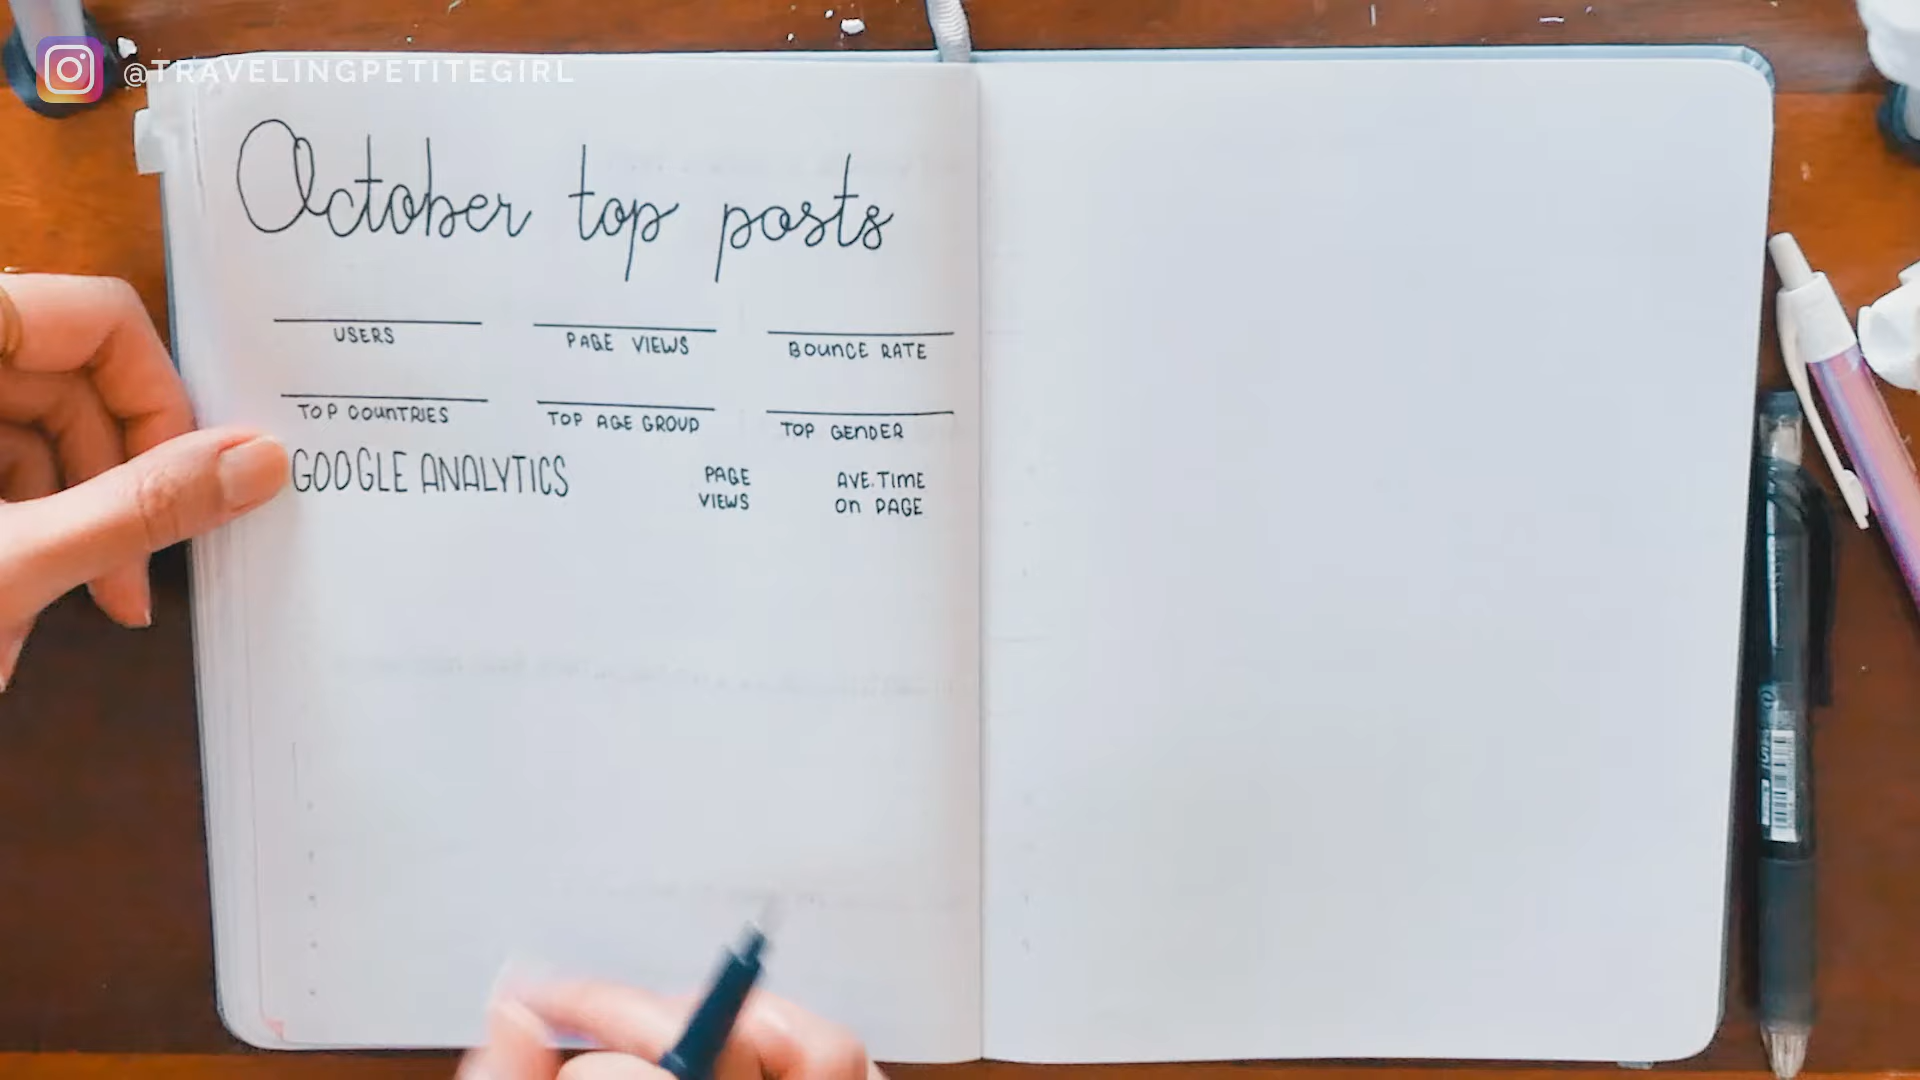 @TRAVELINGPETITEGIRL
October top posts
USERS PAGE VIEWS BOUNCE RATE
TOP COUNTRIES TOP AGE GROUP TOP GENDER
GOOGLE ANALYTICS PAGE VIEWS AVE. TIME ON PAGE